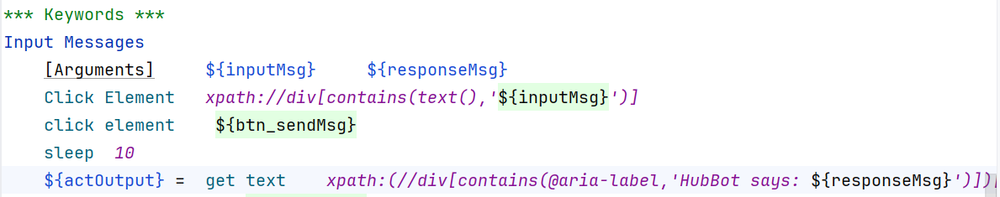 *** Keywords ***
Input Messages
[Arguments] ${inputMsg} ${responseMsg}
Click Element xpath://div[contains(text(),'${inputMsg}')]
click element ${btn_sendMsg}
sleep 10
${actOutput} = get text xpath:(//div[contains(@aria-label,'HubBot says: ${responseMsg}')])[